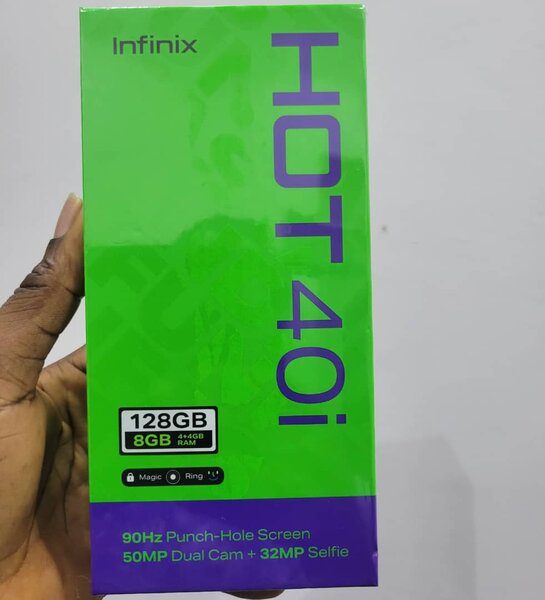 Infinix
HOT 40i
128GB
8GB 4+4GB
RAM
Magic Ring
90Hz Punch-Hole Screen
50MP Dual Cam + 32MP Selfie